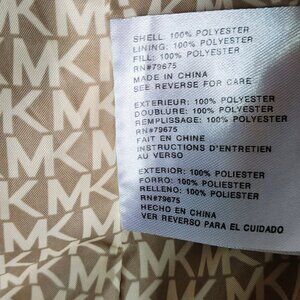 SHELL: 100% POLYESTER
LINING: 100% POLYESTER
FILL: 100% POLYESTER
RN#79675
MADE IN CHINA
SEE REVERSE FOR CARE
EXTERIEUR: 100% POLYESTER
DOUBLURE: 100% POLYESTER
REMPLISSAGE: 100% POLYESTER
RN#79675
FAIT EN CHINE
INSTRUCTIONS D'ENTRETIEN
AU VERSO
EXTERIOR: 100% POLIESTER
FORRO: 100% POLIESTER
RELLENO: 100% POLIESTER
RN#79675
HECHO EN CHINA
VER REVERSO PARA EL CUIDADO
MK